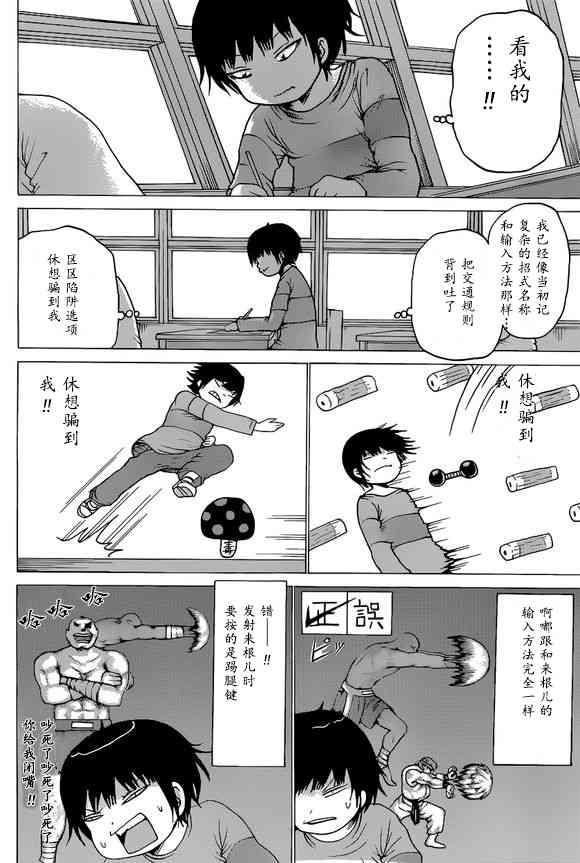 看我的
……!!
我已经像当初记
复杂的招式名称
和输入方法那样…
把交通规则
背到吐了
区区陷阱选项
休想骗到我
休想骗到
我!!
休想骗到
我!!
毒
啊嘟跟和来根儿的
输入方法完全一样
正 誤
ピッ
错——!!
发射来根儿时
要按的是踢腿键
吵死了吵死了吵死了
你给我闭嘴!!